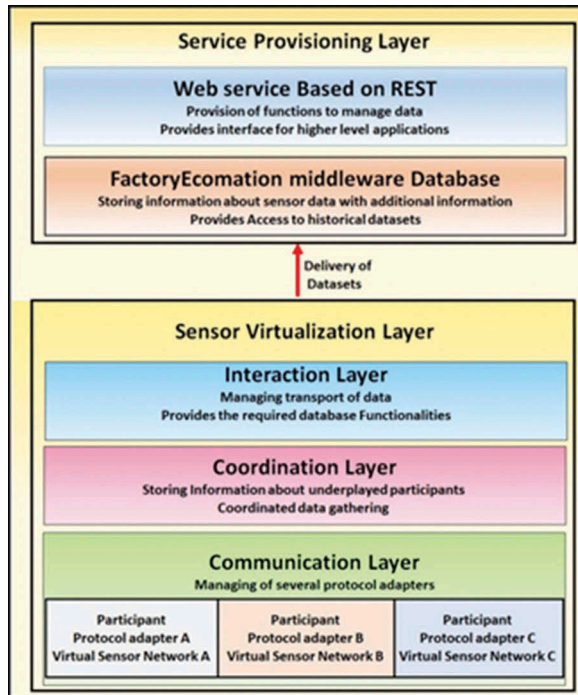 Service Provisioning Layer
Web service Based on REST
Provision of functions to manage data
Provides interface for higher level applications
FactoryEcomation middleware Database
Storing information about sensor data with additional information
Provides Access to historical datasets
Delivery of
Datasets
Sensor Virtualization Layer
Interaction Layer
Managing transport of data
Provides the required database Functionalities
Coordination Layer
Storing Information about underplayed participants
Coordinated data gathering
Communication Layer
Managing of several protocol adapters
Participant
Protocol adapter A
Virtual Sensor Network A
Participant
Protocol adapter B
Virtual Sensor Network B
Participant
Protocol adapter C
Virtual Sensor Network C